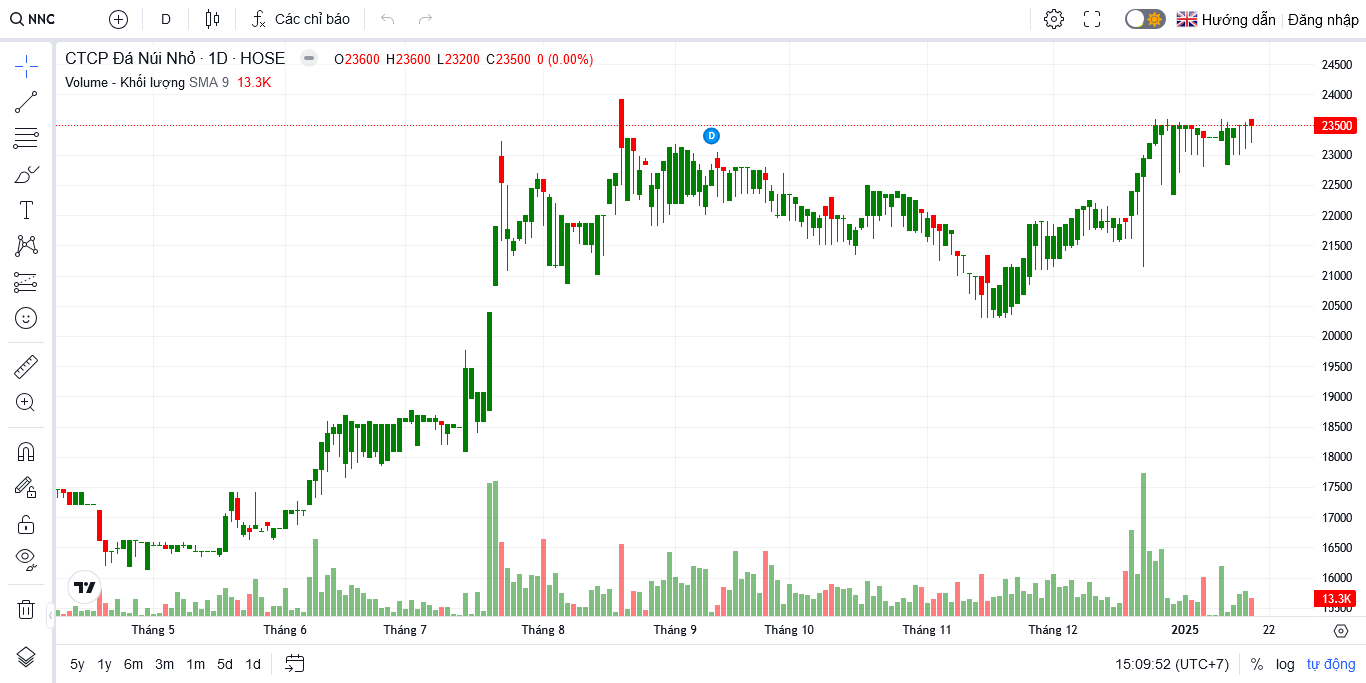 NNC D Các chỉ báo Hướng dẫn Đăng nhập
CTCP Đá Núi Nhỏ · 1D · HOSE O23600 H23600 L23200 C23500 0 (0.00%)
Volume - Khối lượng SMA 9 13.3K
D
24500
24000
23500
23000
22500
22000
21500
21000
20500
20000
19500
19000
18500
18000
17500
17000
16500
16000
13.3K
15500
Tháng 5 Tháng 6 Tháng 7 Tháng 8 Tháng 9 Tháng 10 Tháng 11 Tháng 12 2025 22
5y 1y 6m 3m 1m 5d 1d 15:09:52 (UTC+7) % log tự động